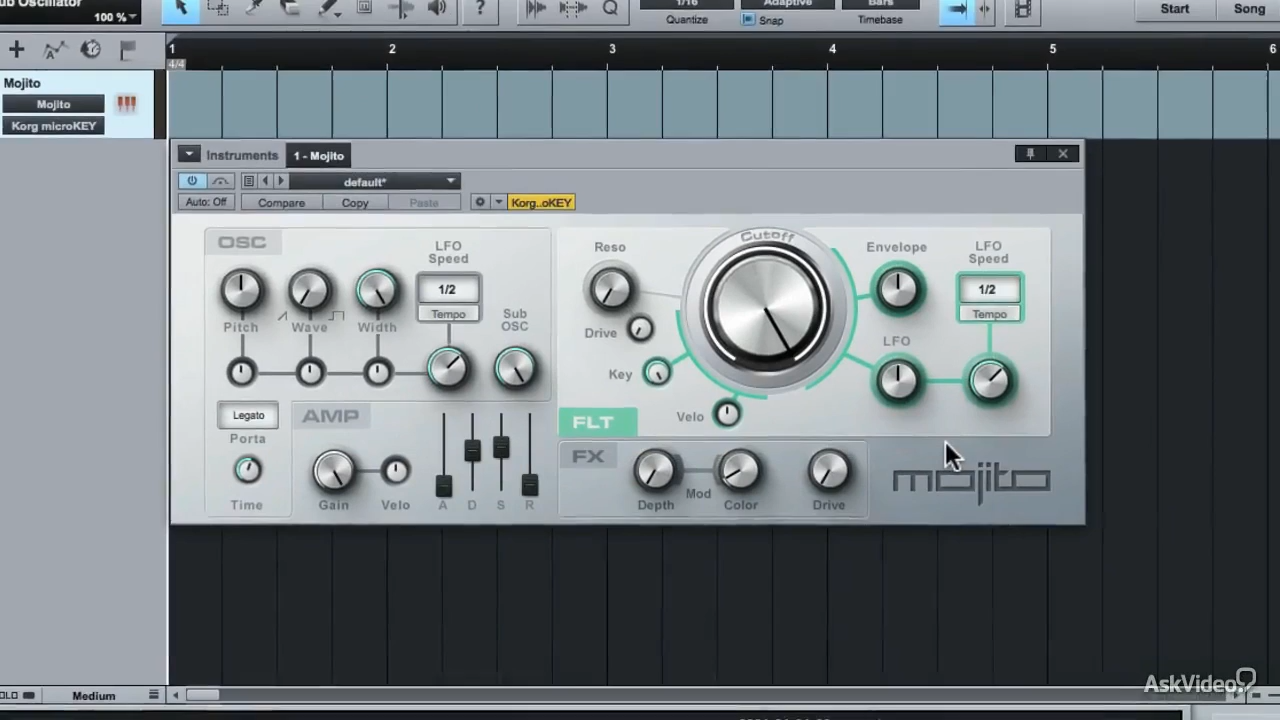 ub Oscillator
100 %
1/16
Quantize
Adaptive
Snap
Bars
Timebase
Start
Song
?
1
2
3
4
5
6
4/4
Mojito
Mojito
Korg microKEY
Instruments
1 - Mojito
default*
Auto: Off
Compare
Copy
Paste
Korg..oKEY
OSC
LFO
Speed
1/2
Tempo
Pitch
Wave
Width
Sub
OSC
Legato
Porta
Time
AMP
Gain
Velo
A
D
S
R
Reso
Drive
Key
Velo
Cutoff
Envelope
LFO
LFO
Speed
1/2
Tempo
FLT
FX
Depth
Mod
Color
Drive
mojito
OLO
Medium
AskVideo